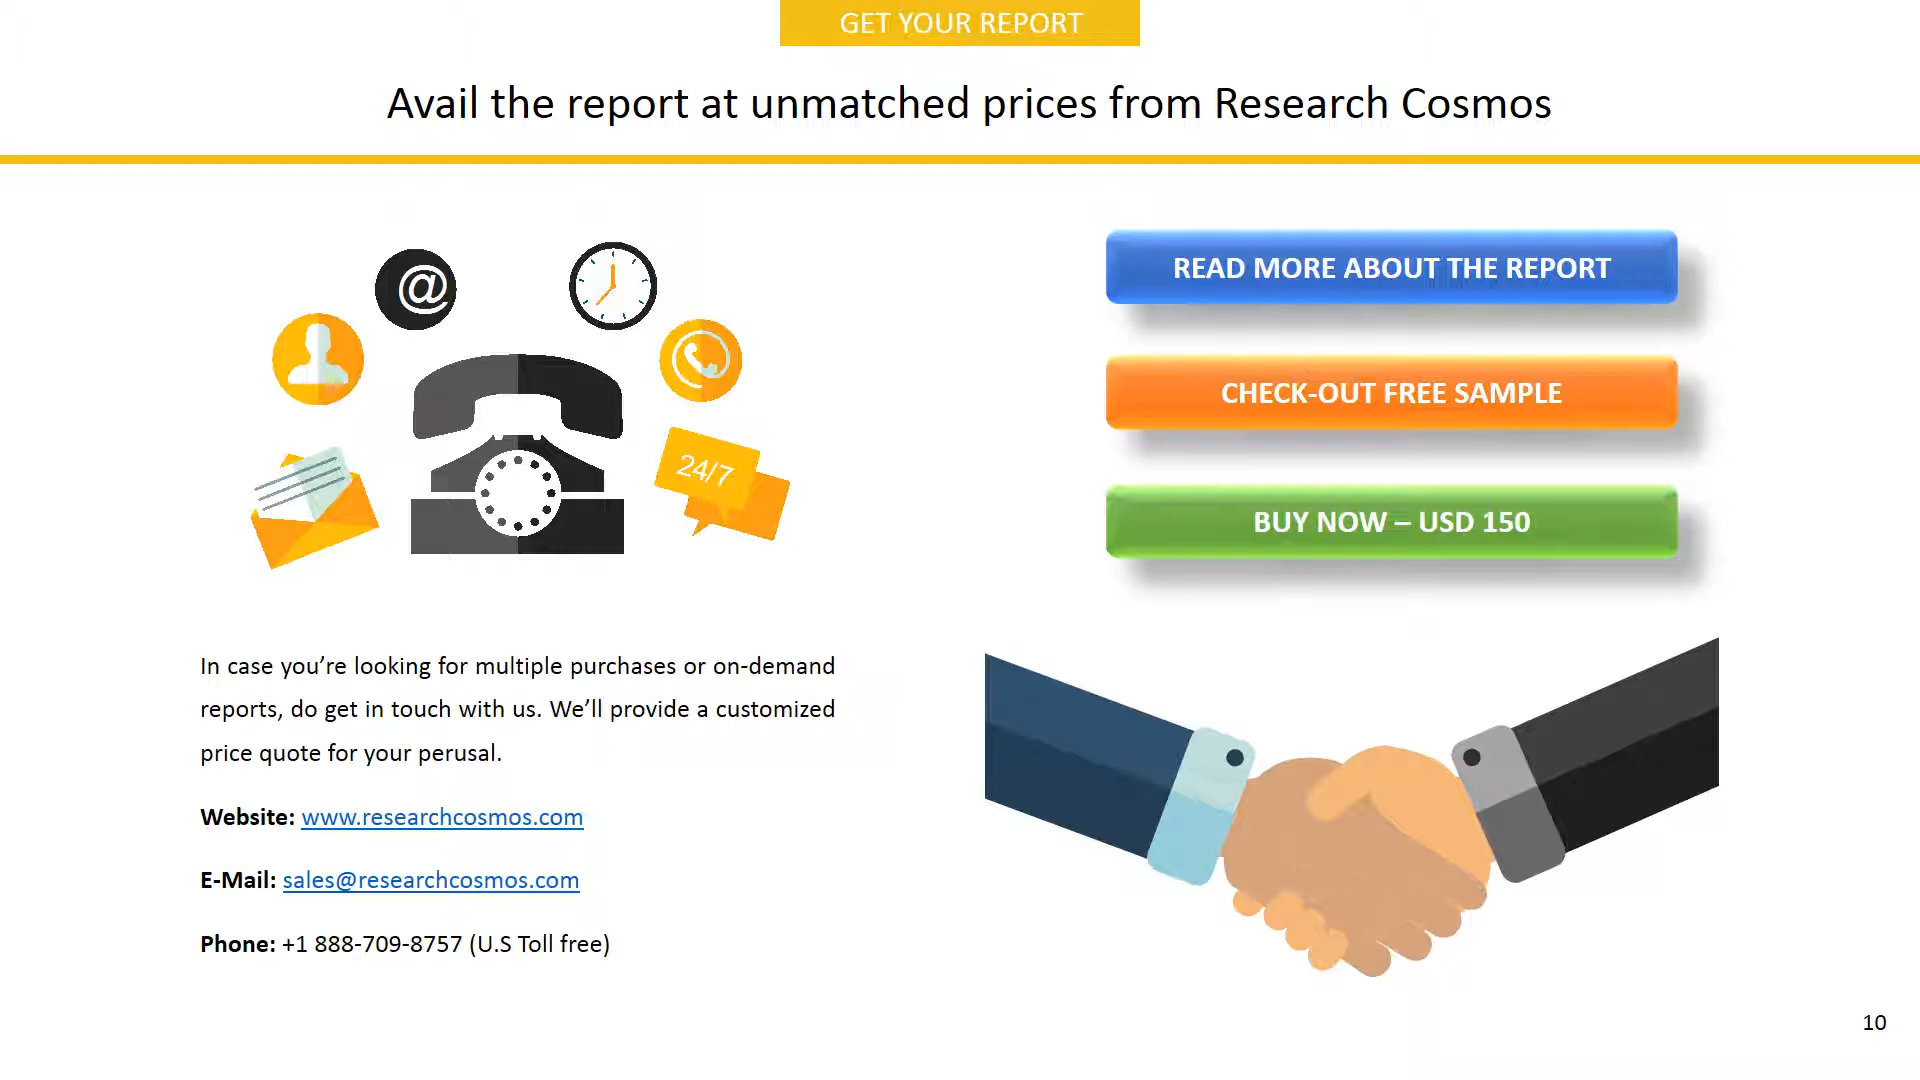 GET YOUR REPORT
Avail the report at unmatched prices from Research Cosmos
@
24/7
READ MORE ABOUT THE REPORT
CHECK-OUT FREE SAMPLE
BUY NOW – USD 150
In case you’re looking for multiple purchases or on-demand
reports, do get in touch with us. We’ll provide a customized
price quote for your perusal.
Website: www.researchcosmos.com
E-Mail: sales@researchcosmos.com
Phone: +1 888-709-8757 (U.S Toll free)
10